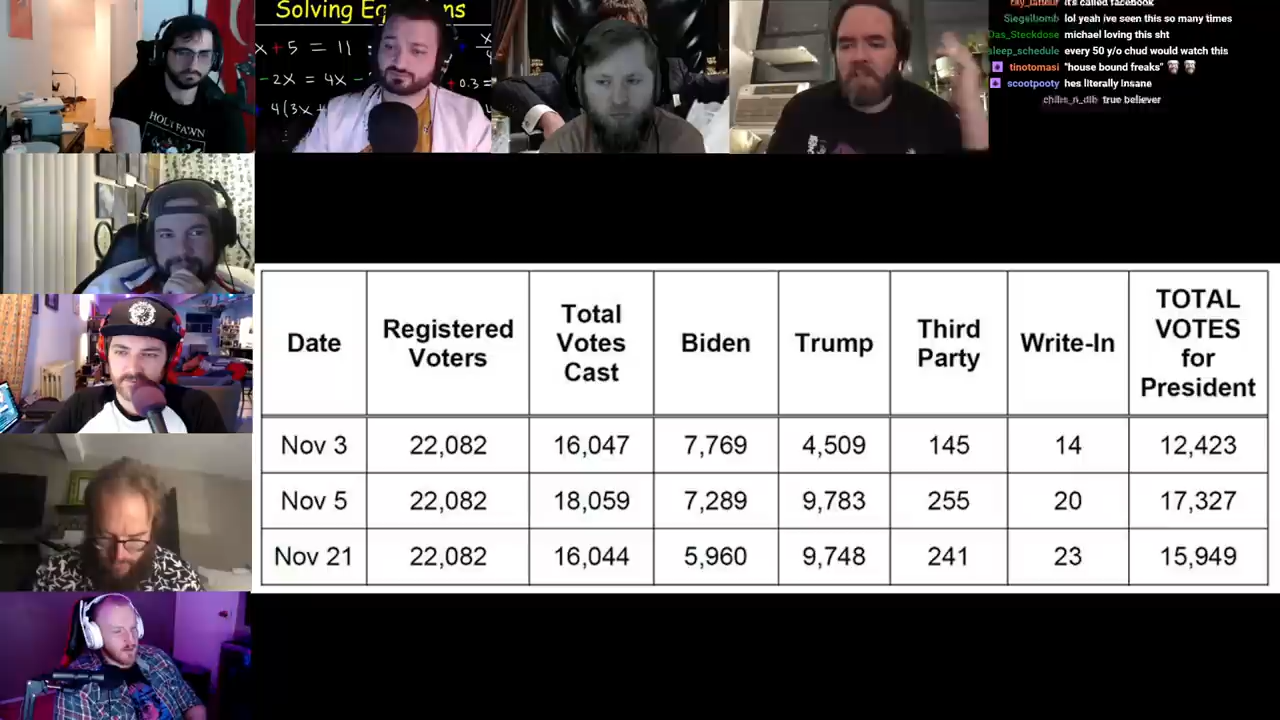 Solving Equations
x + 5 = 11
- 2x = 4x -
+ 0.3 =
4(3x+
HOLY FAWN
it's called facebook
Siegelbomb lol yeah ive seen this so many times
Das_Steckdose michael loving this sht
sleep_schedule every 50 y/o chud would watch this
tinotomasi "house bound freaks"
scootpooty hes literally insane
true believer
Date Registered Voters Total Votes Cast Biden Trump Third Party Write-In TOTAL VOTES for President
Nov 3 22,082 16,047 7,769 4,509 145 14 12,423
Nov 5 22,082 18,059 7,289 9,783 255 20 17,327
Nov 21 22,082 16,044 5,960 9,748 241 23 15,949